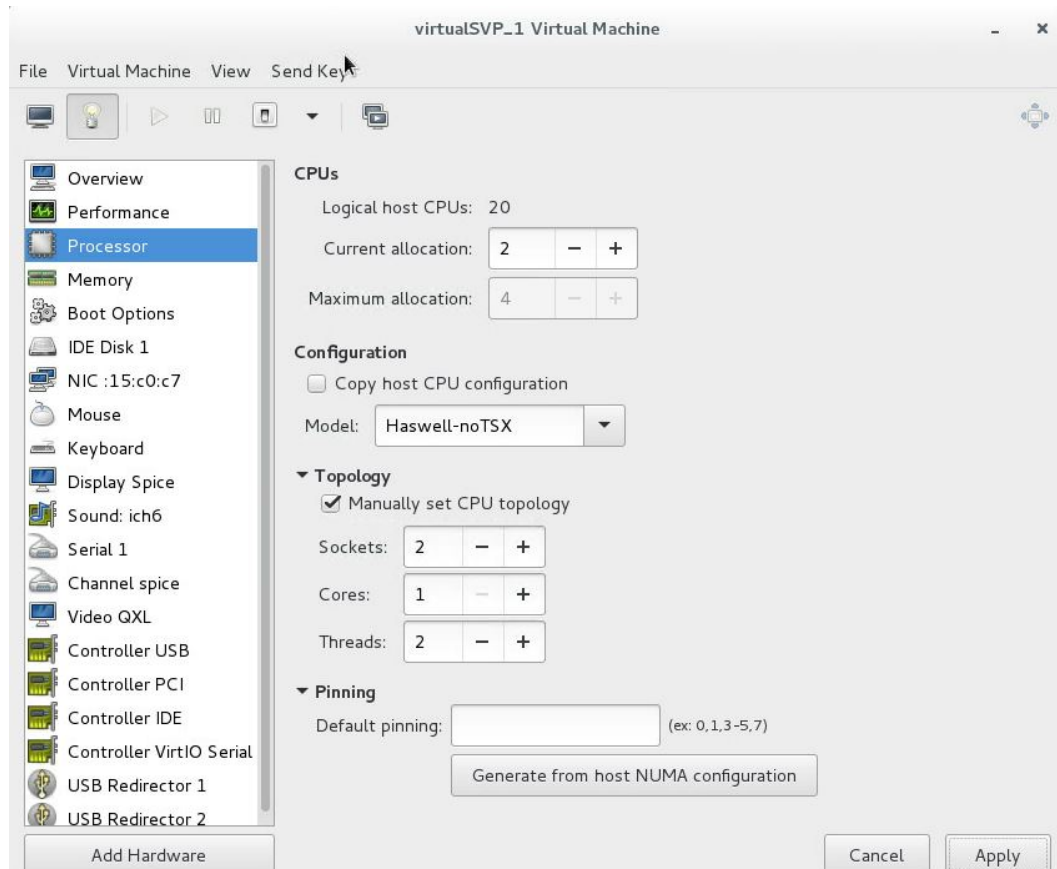 virtualSVP_1 Virtual Machine
File Virtual Machine View Send Key
Overview
Performance
Processor
Memory
Boot Options
IDE Disk 1
NIC :15:c0:c7
Mouse
Keyboard
Display Spice
Sound: ich6
Serial 1
Channel spice
Video QXL
Controller USB
Controller PCI
Controller IDE
Controller VirtIO Serial
USB Redirector 1
USB Redirector 2
Add Hardware
CPUs
Logical host CPUs: 20
Current allocation: 2 − +
Maximum allocation: 4 − +
Configuration
Copy host CPU configuration
Model: Haswell-noTSX
Topology
Manually set CPU topology
Sockets: 2 − +
Cores: 1 − +
Threads: 2 − +
Pinning
Default pinning: (ex: 0,1,3-5,7)
Generate from host NUMA configuration
Cancel Apply